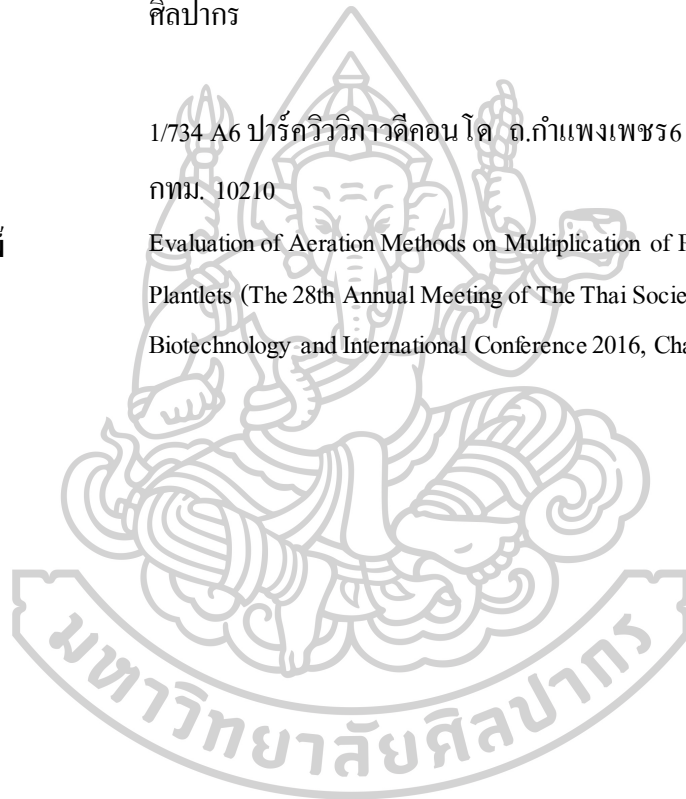 ศิลปากร
1/734 A6 ปาร์ควิววิภาวดีคอนโด ถ.กำแพงเพชร6
กทม. 10210
Evaluation of Aeration Methods on Multiplication of
Plantlets (The 28th Annual Meeting of The Thai
Biotechnology and International Conference 2016,
มหาวิทยาลัยศิลปากร